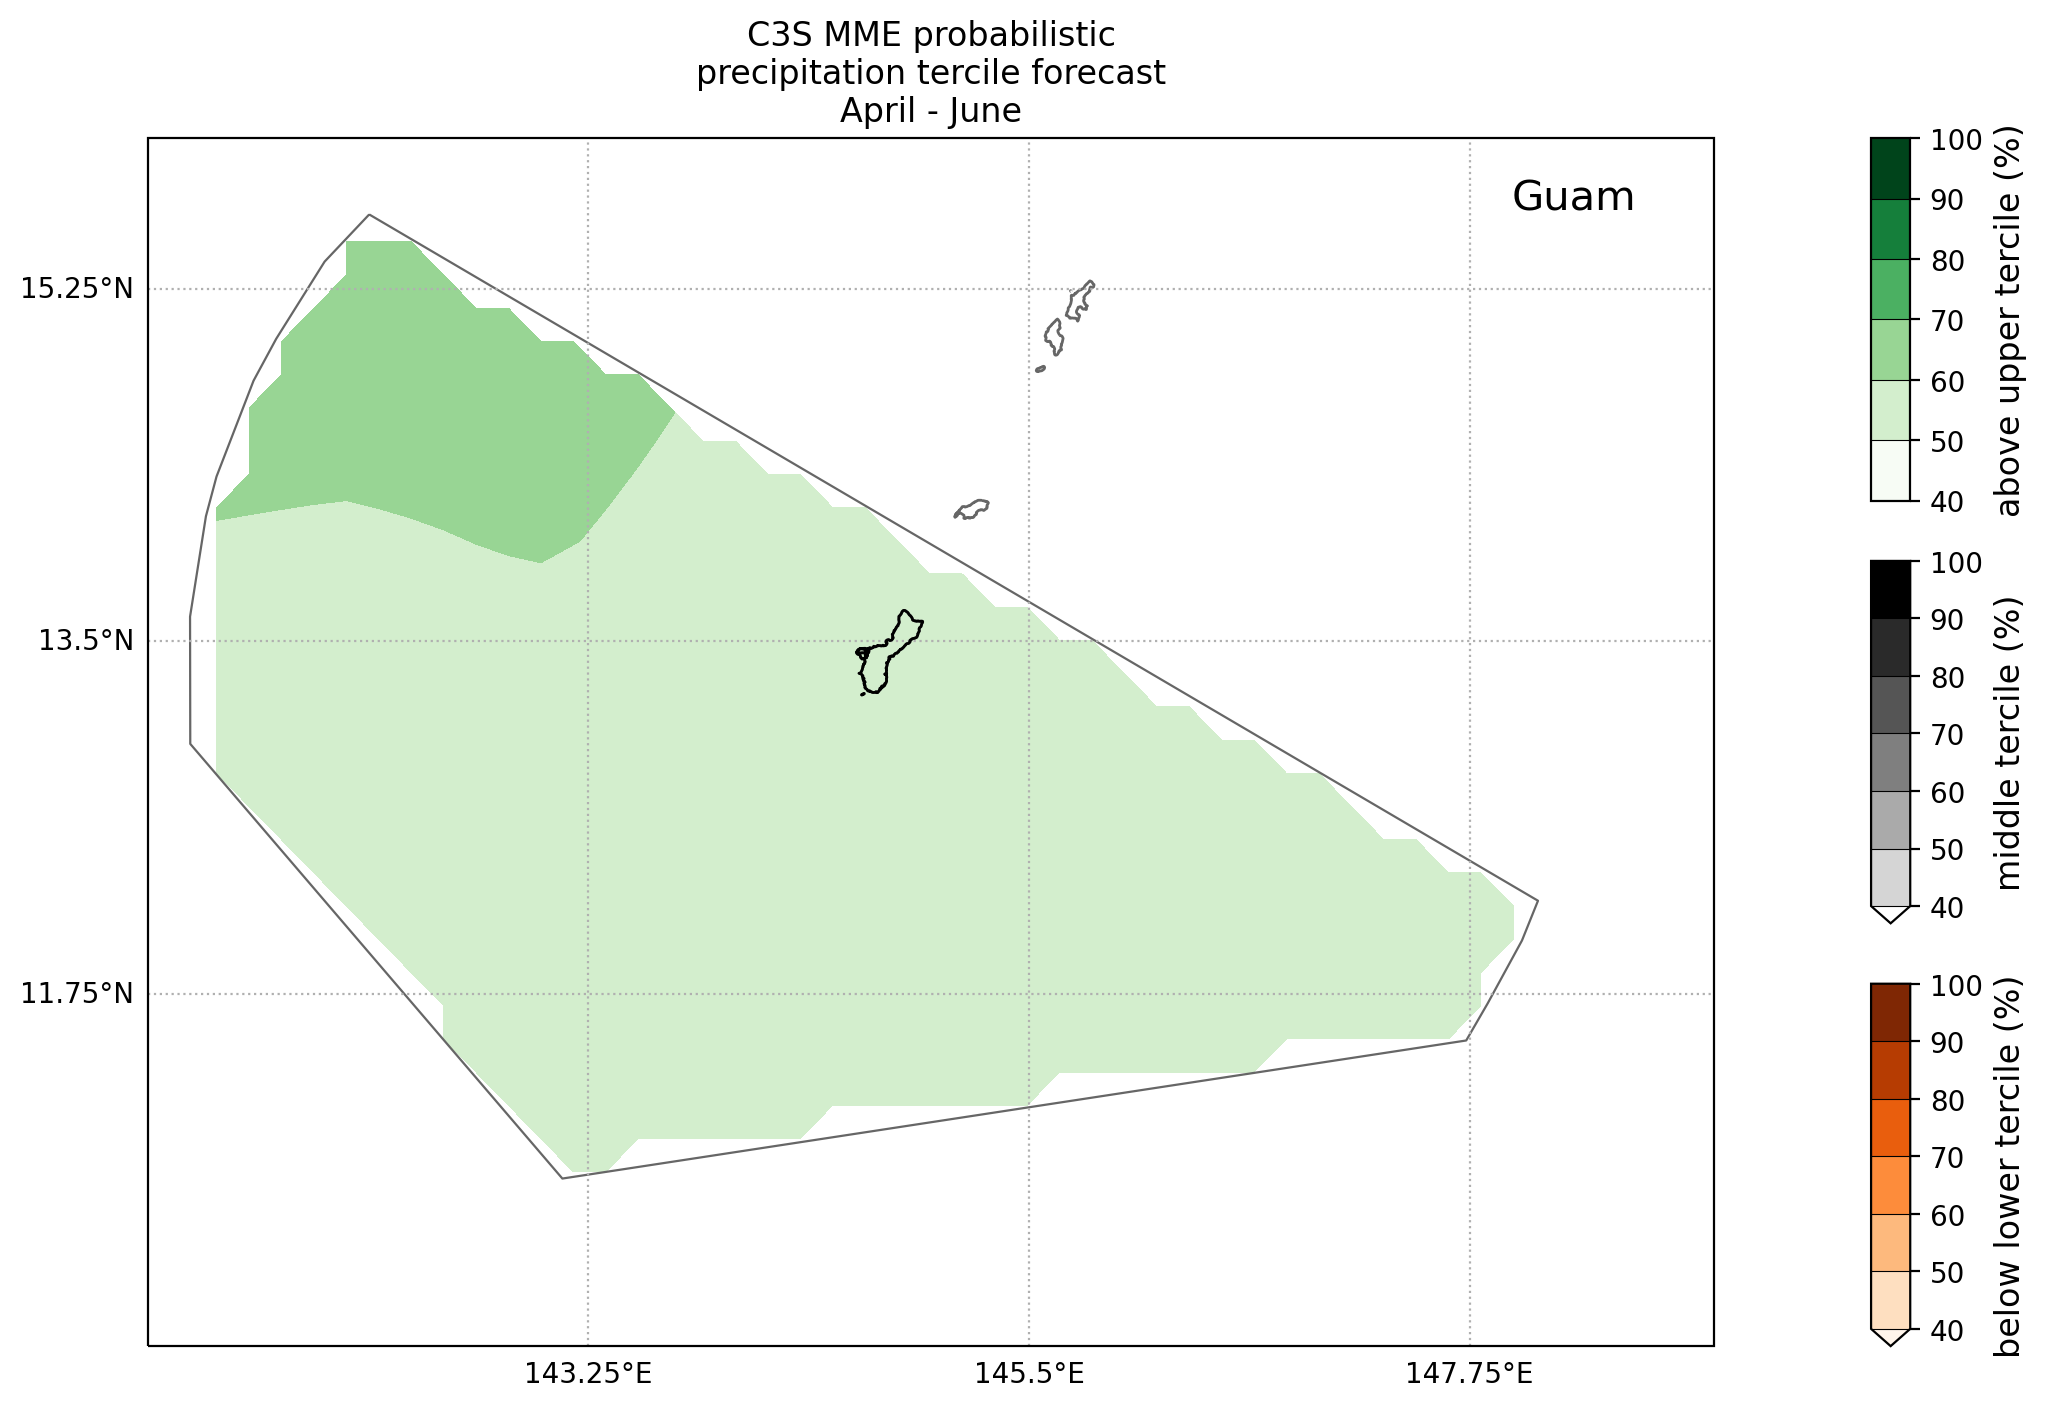 C3S MME probabilistic
precipitation tercile forecast
April - June
Guam
15.25°N
13.5°N
11.75°N
143.25°E
145.5°E
147.75°E
100
90
80
70
60
50
40
above upper tercile (%)
100
90
80
70
60
50
40
middle tercile (%)
100
90
80
70
60
50
40
below lower tercile (%)